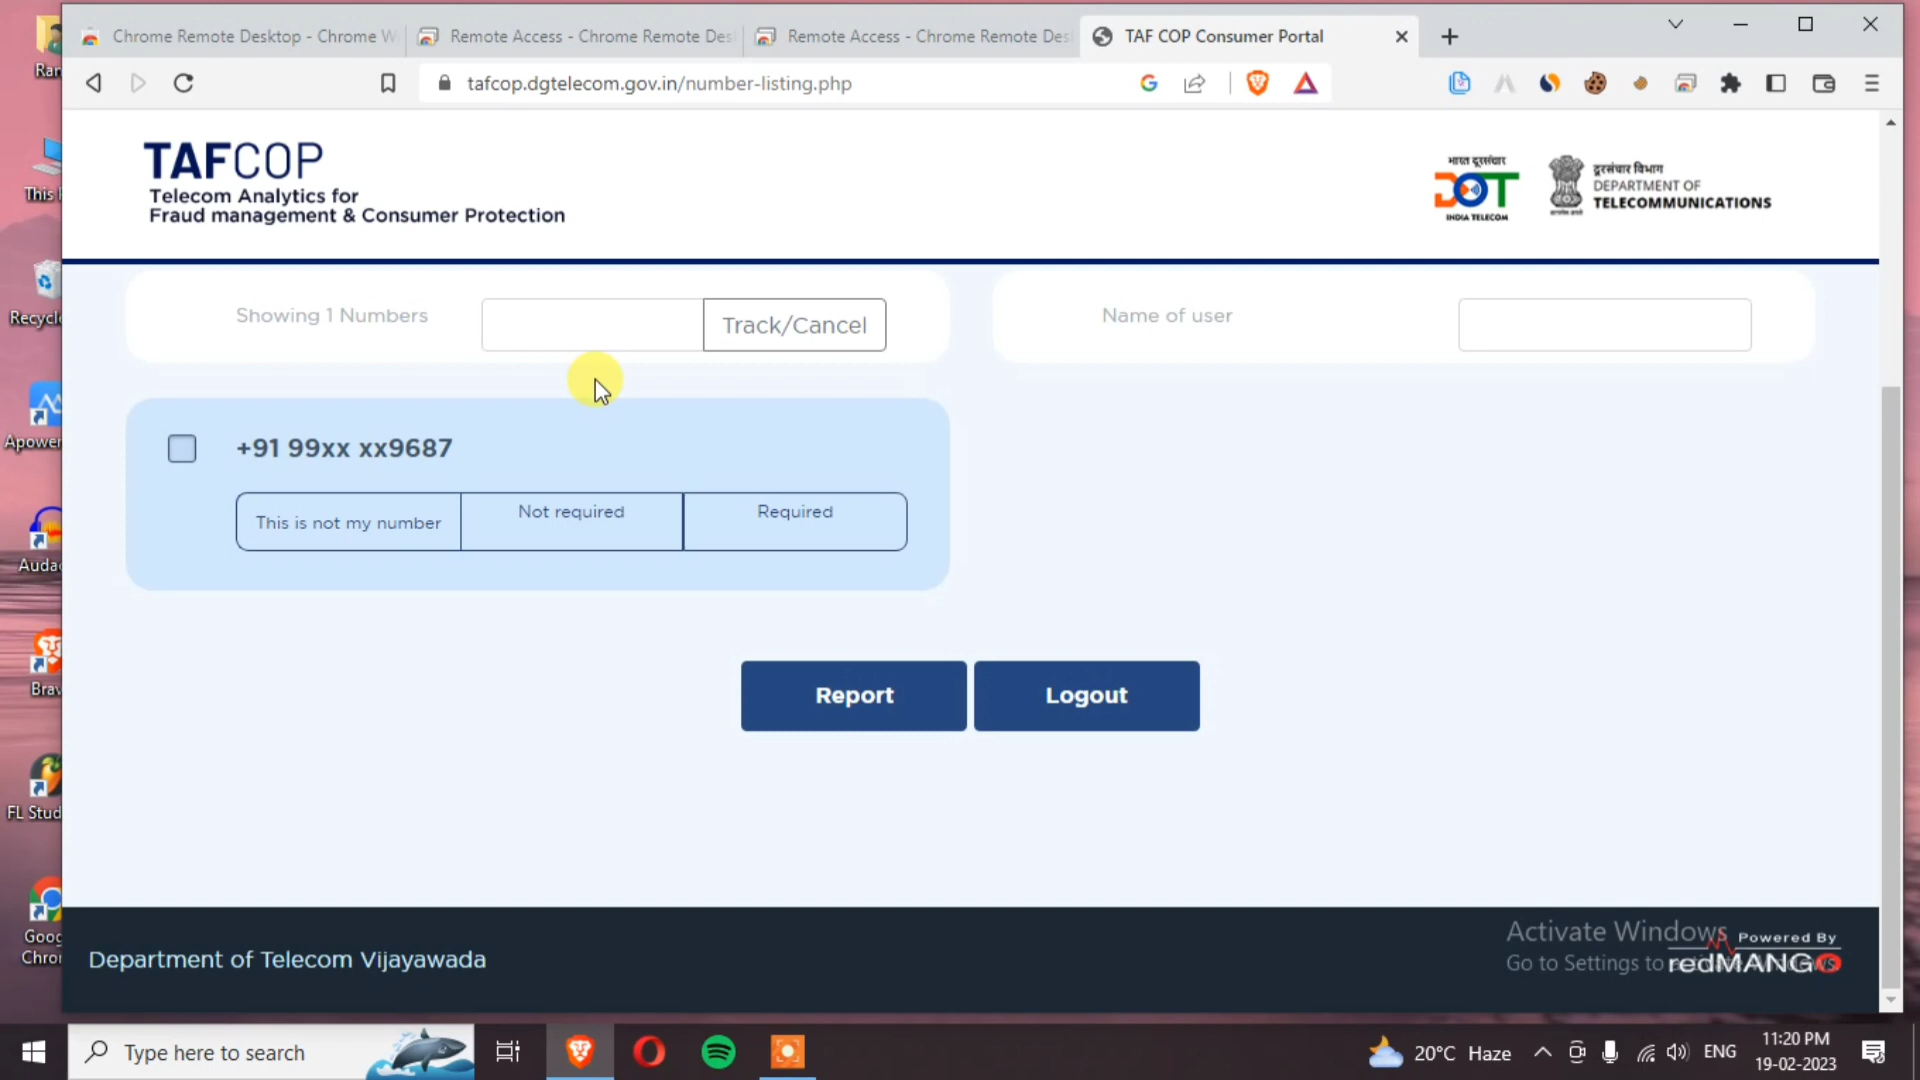 Chrome Remote Desktop - Chrome W
Remote Access - Chrome Remote Des
Remote Access - Chrome Remote Des
TAF COP Consumer Portal
tafcop.dgtelecom.gov.in/number-listing.php
TAFCOP
Telecom Analytics for
Fraud management & Consumer Protection
भारत दूरसंचार
DOT
INDIA TELECOM
दूरसंचार विभाग
DEPARTMENT OF
TELECOMMUNICATIONS
Showing 1 Numbers
Track/Cancel
Name of user
+91 99xx xx9687
This is not my number
Not required
Required
Report
Logout
Department of Telecom Vijayawada
Activate Windows
Go to Settings to
Powered By
redMANGO
Ran
This
Recycle
Apower
Audac
Brav
FL Stud
Goog
Chro
Type here to search
20°C Haze
ENG
11:20 PM
19-02-2023